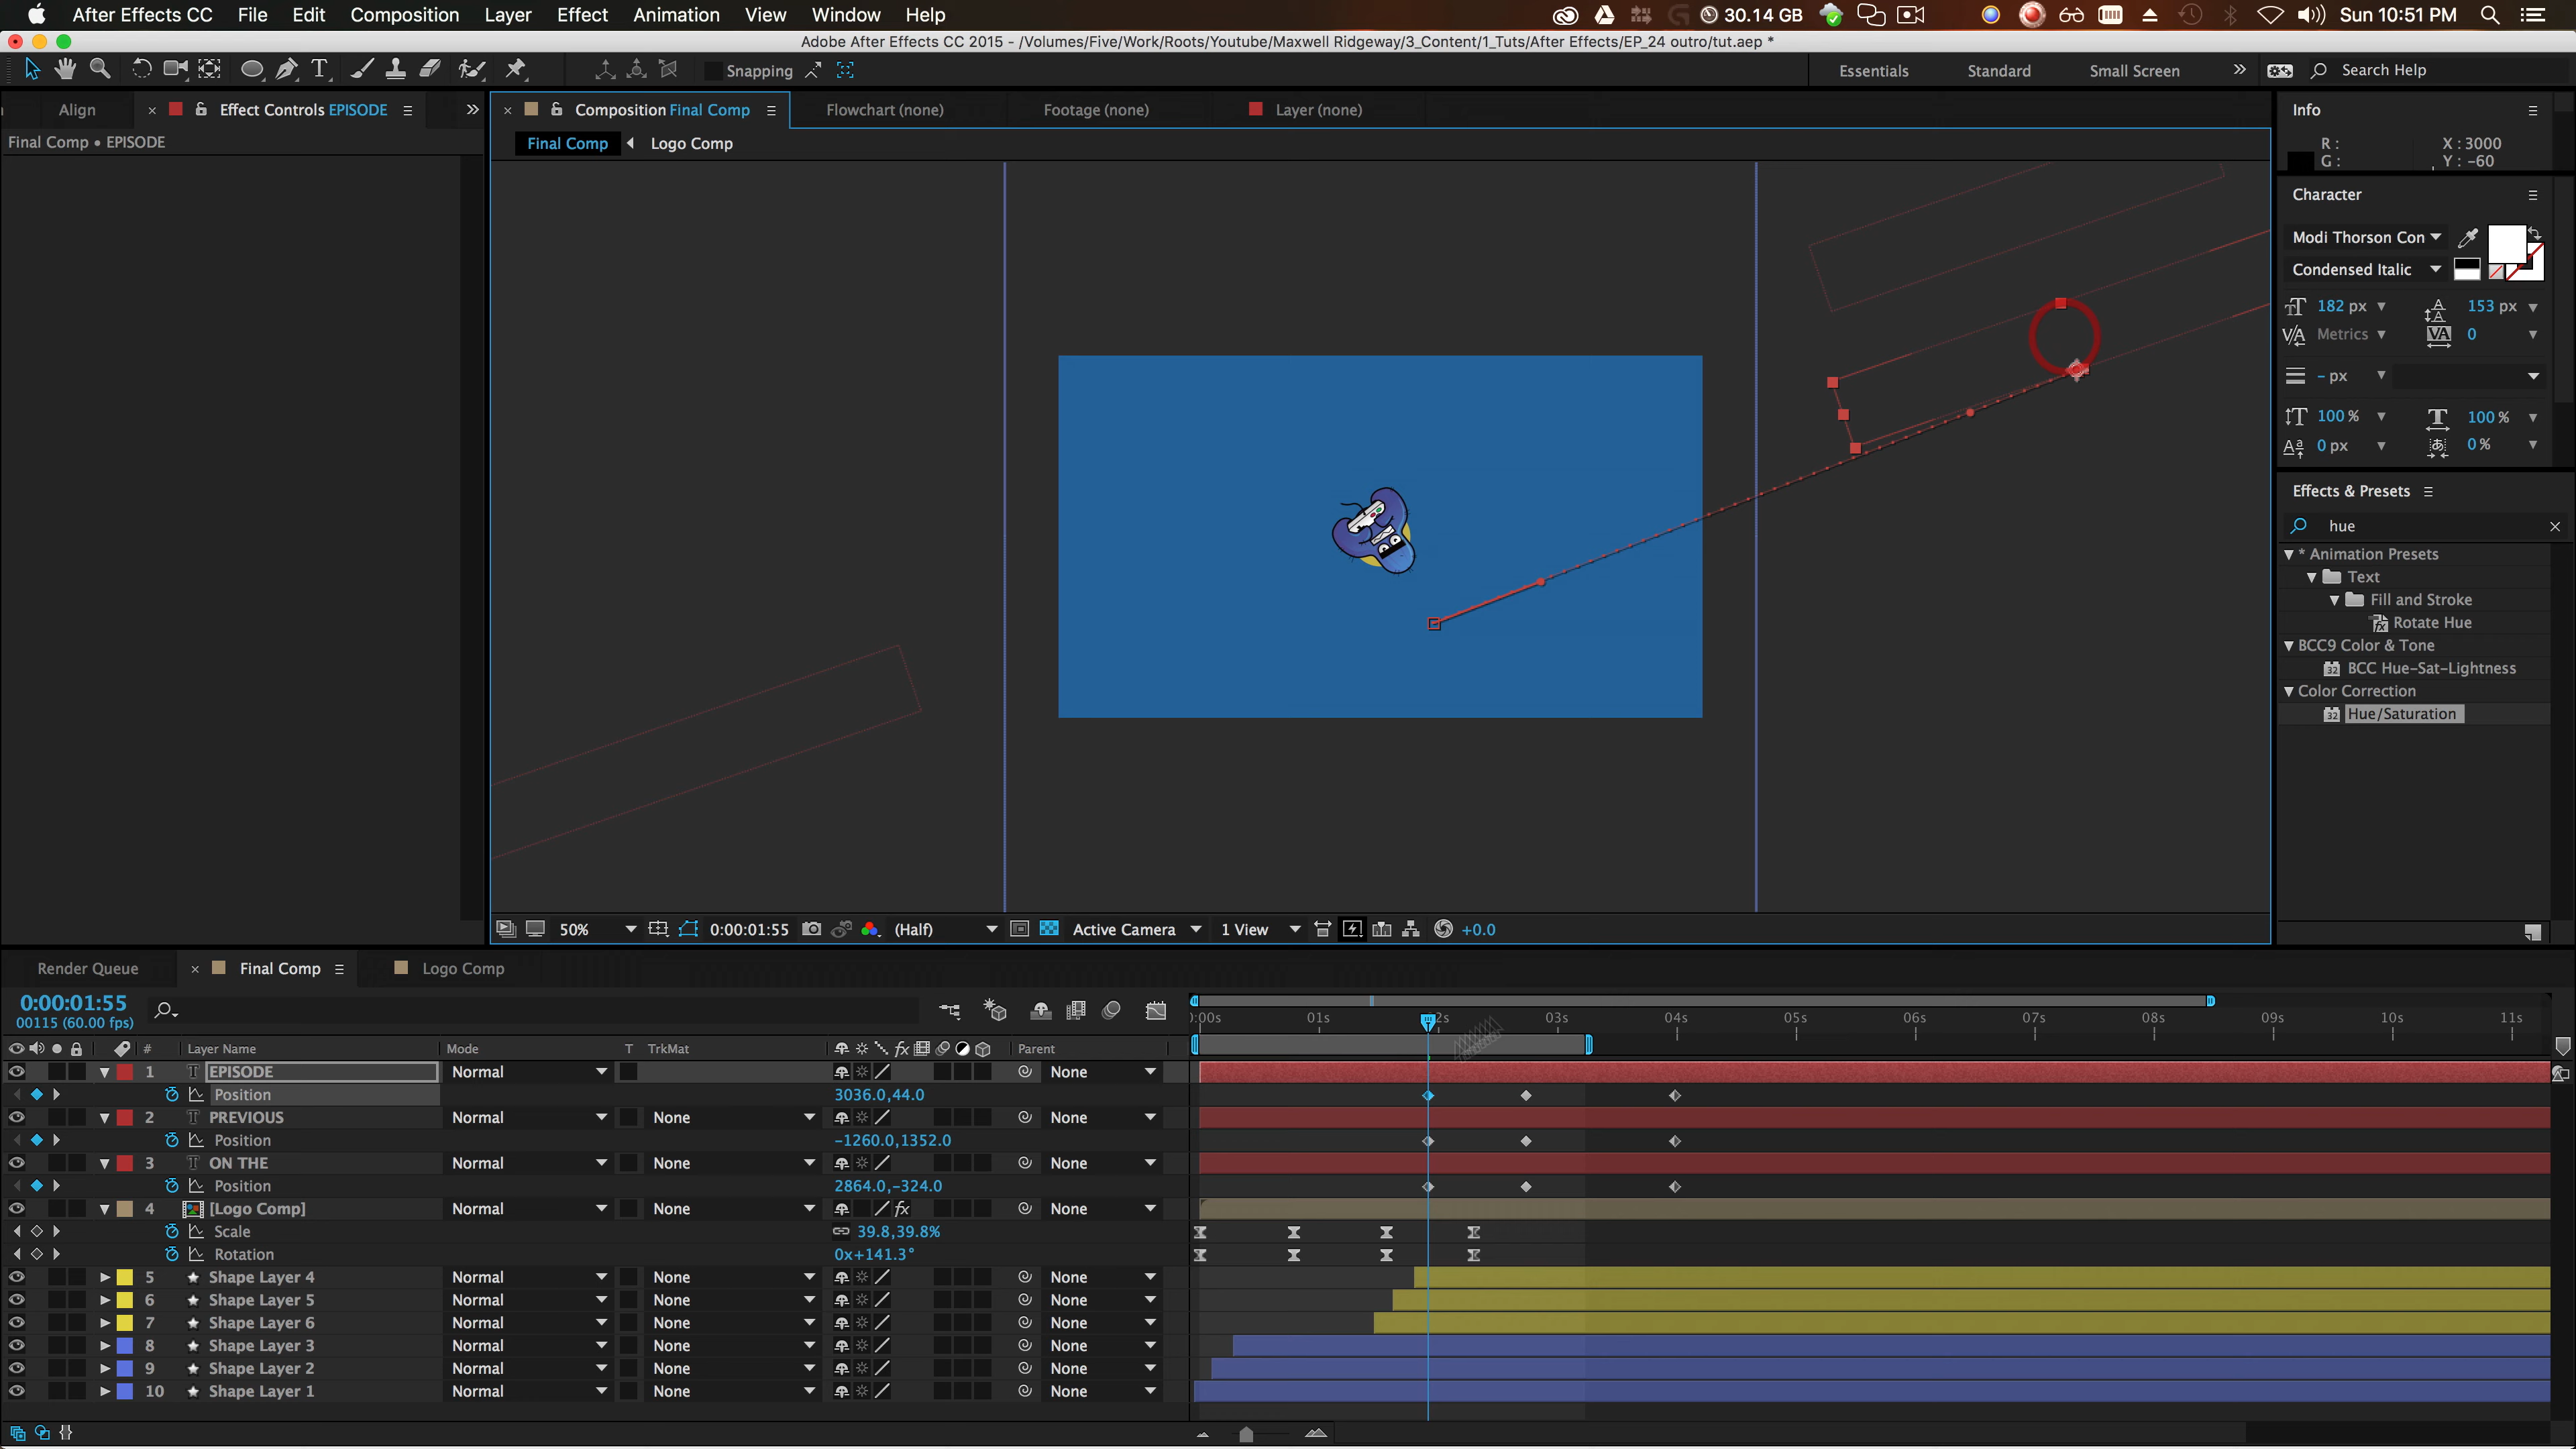 After Effects CC File Edit Composition Layer Effect Animation View Window Help 30.14 GB Sun 10:51 PM
Adobe After Effects CC 2015 - /Volumes/Five/Work/Roots/Youtube/Maxwell Ridgeway/3_Content/1_Tuts/After Effects/EP_24 outro/tut.aep *
Snapping Essentials Standard Small Screen Search Help
Align Effect Controls EPISODE Composition Final Comp Flowchart (none) Footage (none) Layer (none) Info
Final Comp • EPISODE Final Comp Logo Comp
R : X : 3000
G : Y : -60
Character
Modi Thorson Con
Condensed Italic
182 px 153 px
Metrics 0
- px
100 % 100 %
0 px 0 %
Effects & Presets
hue
* Animation Presets
Text
Fill and Stroke
Rotate Hue
BCC9 Color & Tone
BCC Hue-Sat-Lightness
Color Correction
Hue/Saturation
50% 0:00:01:55 (Half) Active Camera 1 View +0.0
Render Queue Final Comp Logo Comp
0:00:01:55
00115 (60.00 fps)
):00s 01s 2s 03s 04s 05s 06s 07s 08s 09s 10s 11s
# Layer Name Mode T TrkMat Parent
1 EPISODE Normal None
Position 3036.0,44.0
2 PREVIOUS Normal None None
Position -1260.0,1352.0
3 ON THE Normal None None
Position 2864.0,-324.0
4 [Logo Comp] Normal None None
Scale 39.8,39.8%
Rotation 0x+141.3°
5 Shape Layer 4 Normal None None
6 Shape Layer 5 Normal None None
7 Shape Layer 6 Normal None None
8 Shape Layer 3 Normal None None
9 Shape Layer 2 Normal None None
10 Shape Layer 1 Normal None None